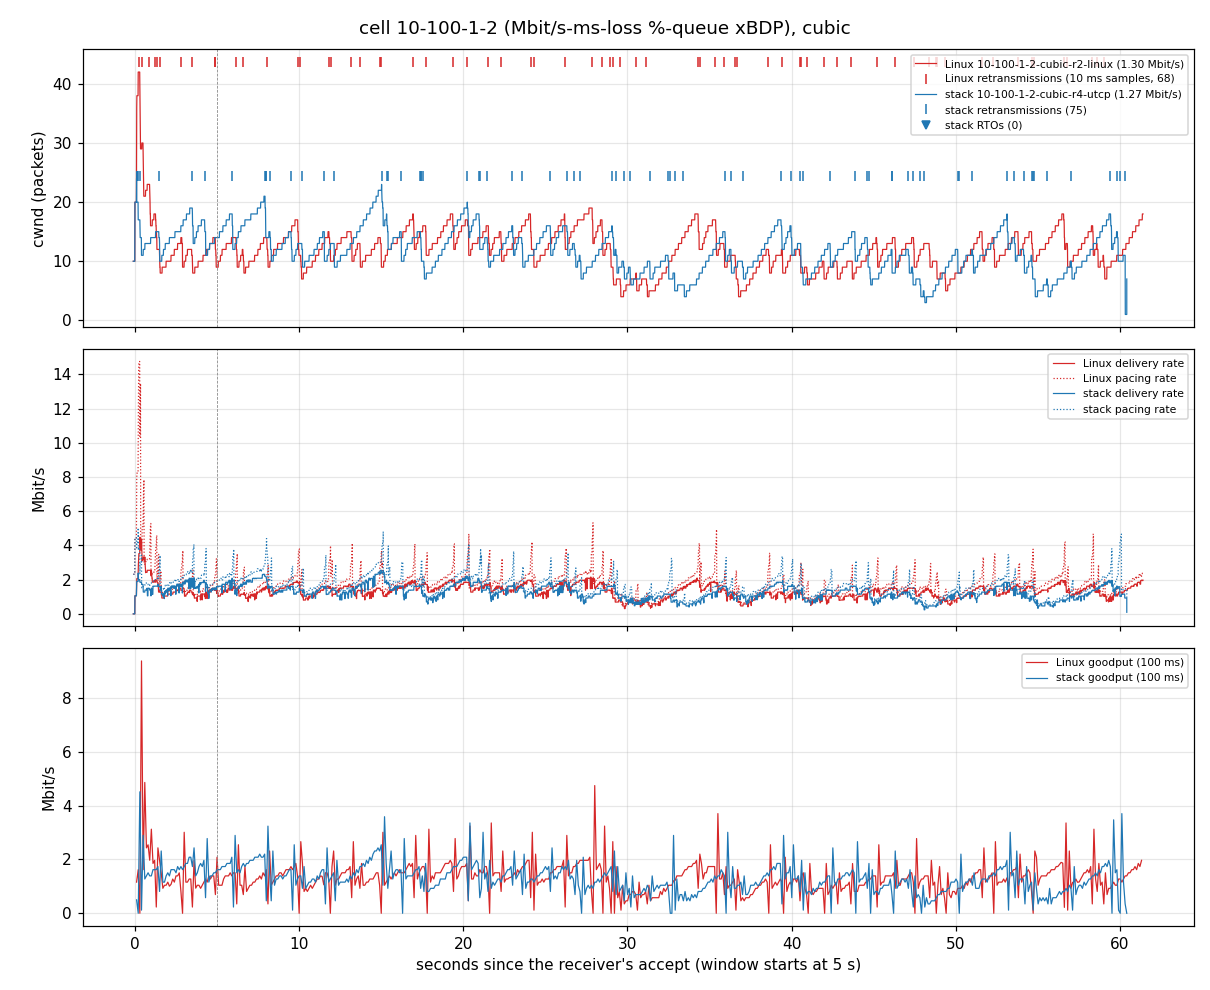 cell 10-100-1-2 (Mbit/s-ms-loss %-queue xBDP), cubic
cwnd (packets)
40
30
20
10
0
Linux 10-100-1-2-cubic-r2-linux (1.30 Mbit/s)
Linux retransmissions (10 ms samples, 68)
stack 10-100-1-2-cubic-r4-utcp (1.27 Mbit/s)
stack retransmissions (75)
stack RTOs (0)
Mbit/s
14
12
10
8
6
4
2
0
Linux delivery rate
Linux pacing rate
stack delivery rate
stack pacing rate
Mbit/s
8
6
4
2
0
Linux goodput (100 ms)
stack goodput (100 ms)
0 10 20 30 40 50 60
seconds since the receiver's accept (window starts at 5 s)